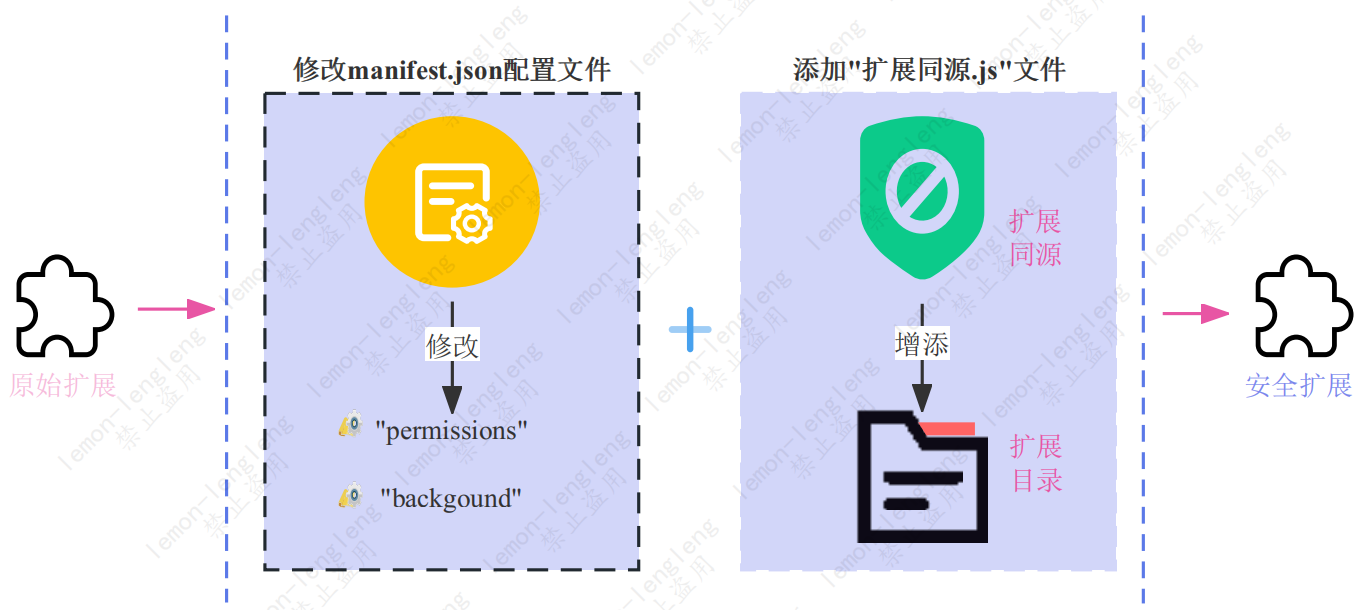 修改manifest.json配置文件
添加"扩展同源.js"文件
扩展
同源
修改
增添
原始扩展
安全扩展
"permissions"
扩展
目录
"backgound"
lemon-lengleng
禁止盗用